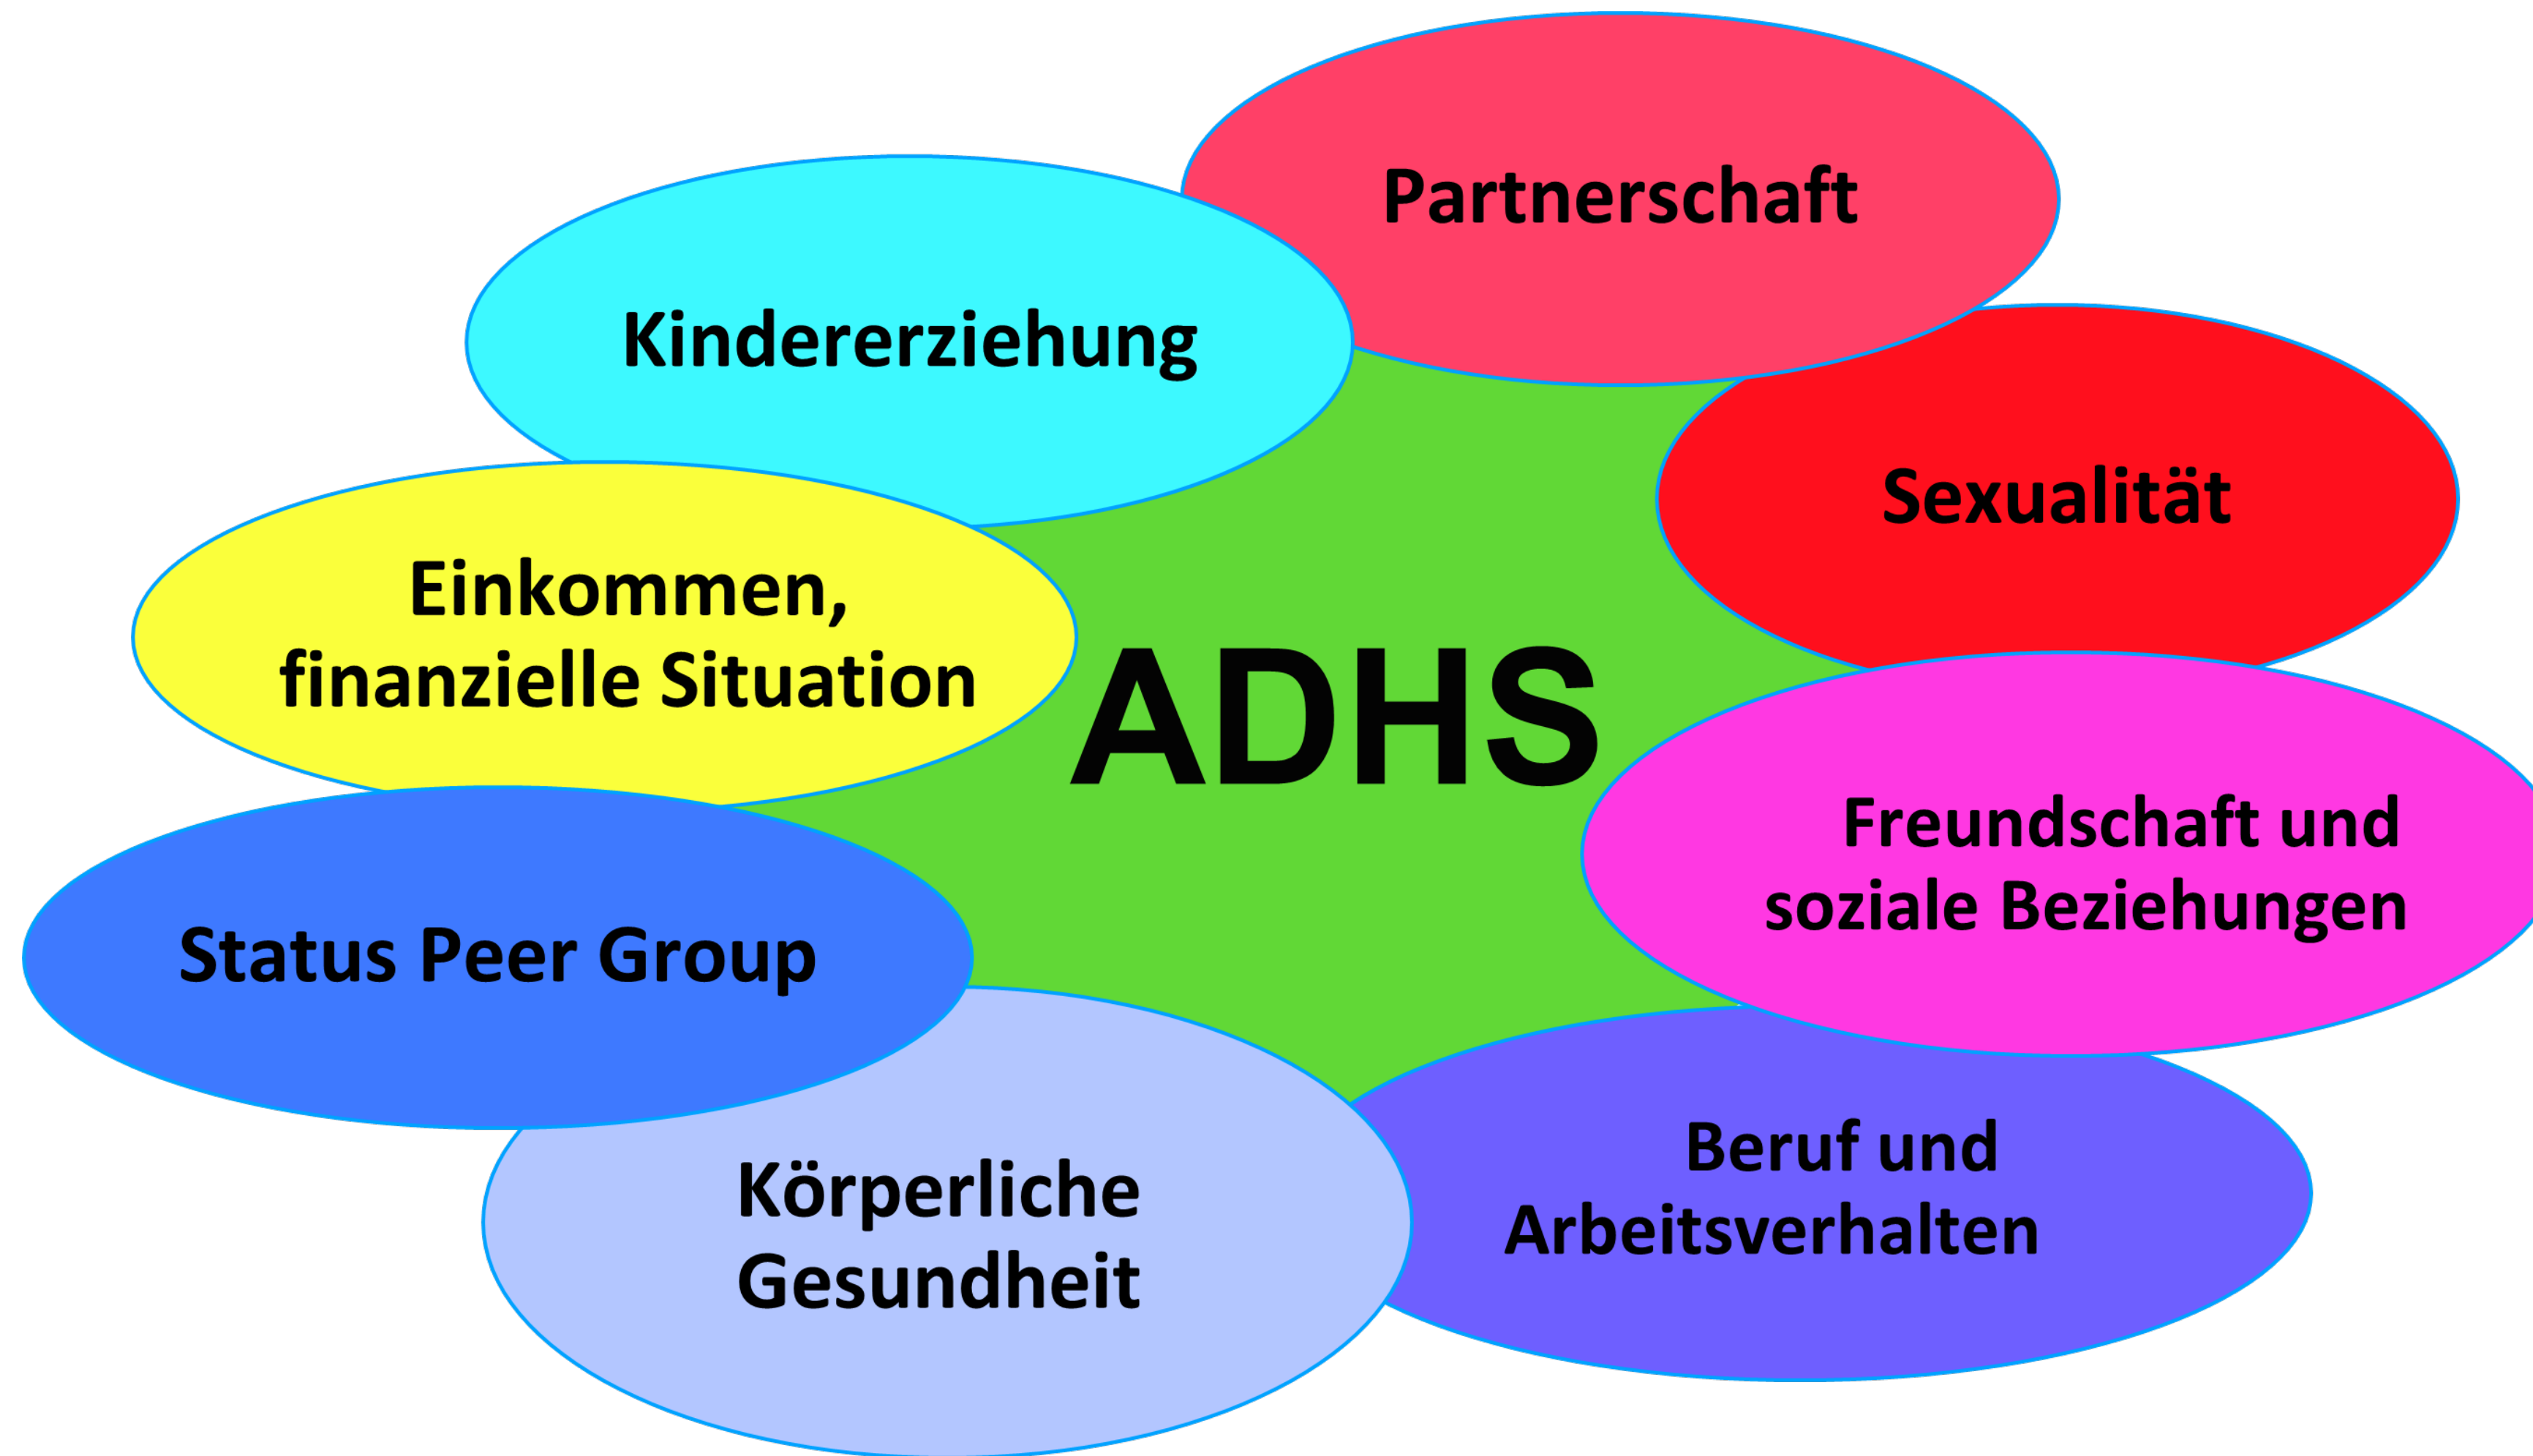 Partnerschaft
Kindererziehung
Sexualität
Einkommen,
finanzielle Situation
ADHS
Freundschaft und
soziale Beziehungen
Status Peer Group
Beruf und
Arbeitsverhalten
Körperliche
Gesundheit